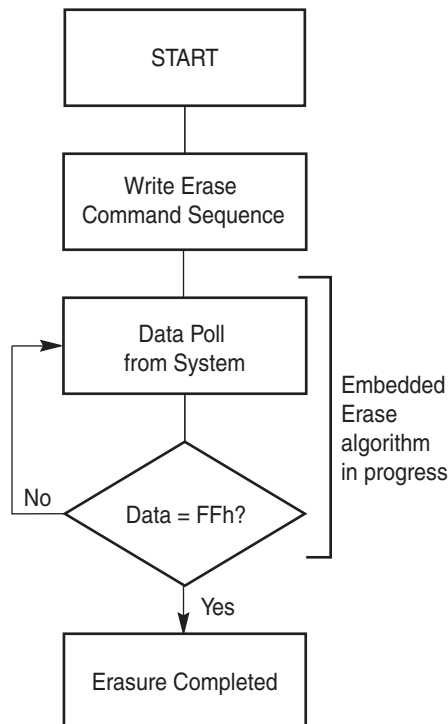 START
Write Erase
Command Sequence
Data Poll
from System
Embedded
Erase
algorithm
in progress
No
Data = FFh?
Yes
Erasure Completed